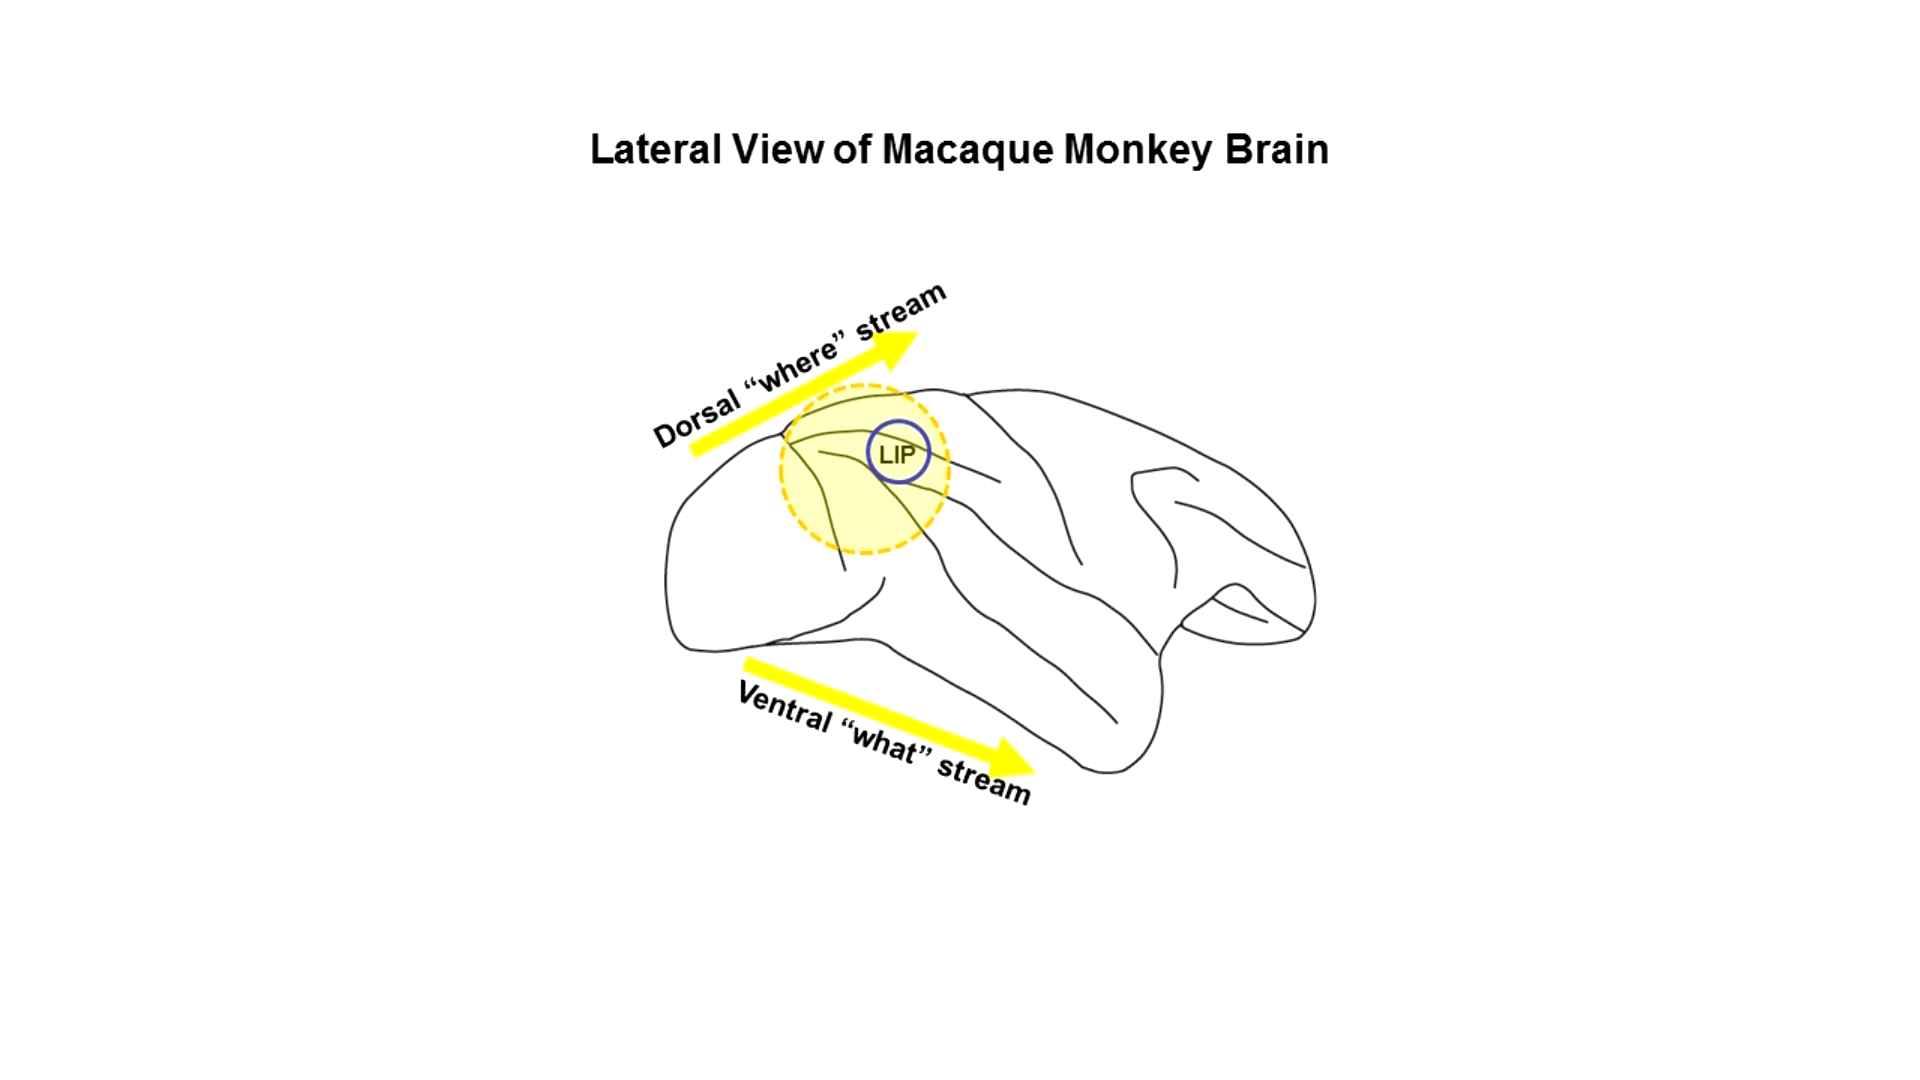 Lateral View of Macaque Monkey Brain
Dorsal “where” stream
LIP
Ventral “what” stream